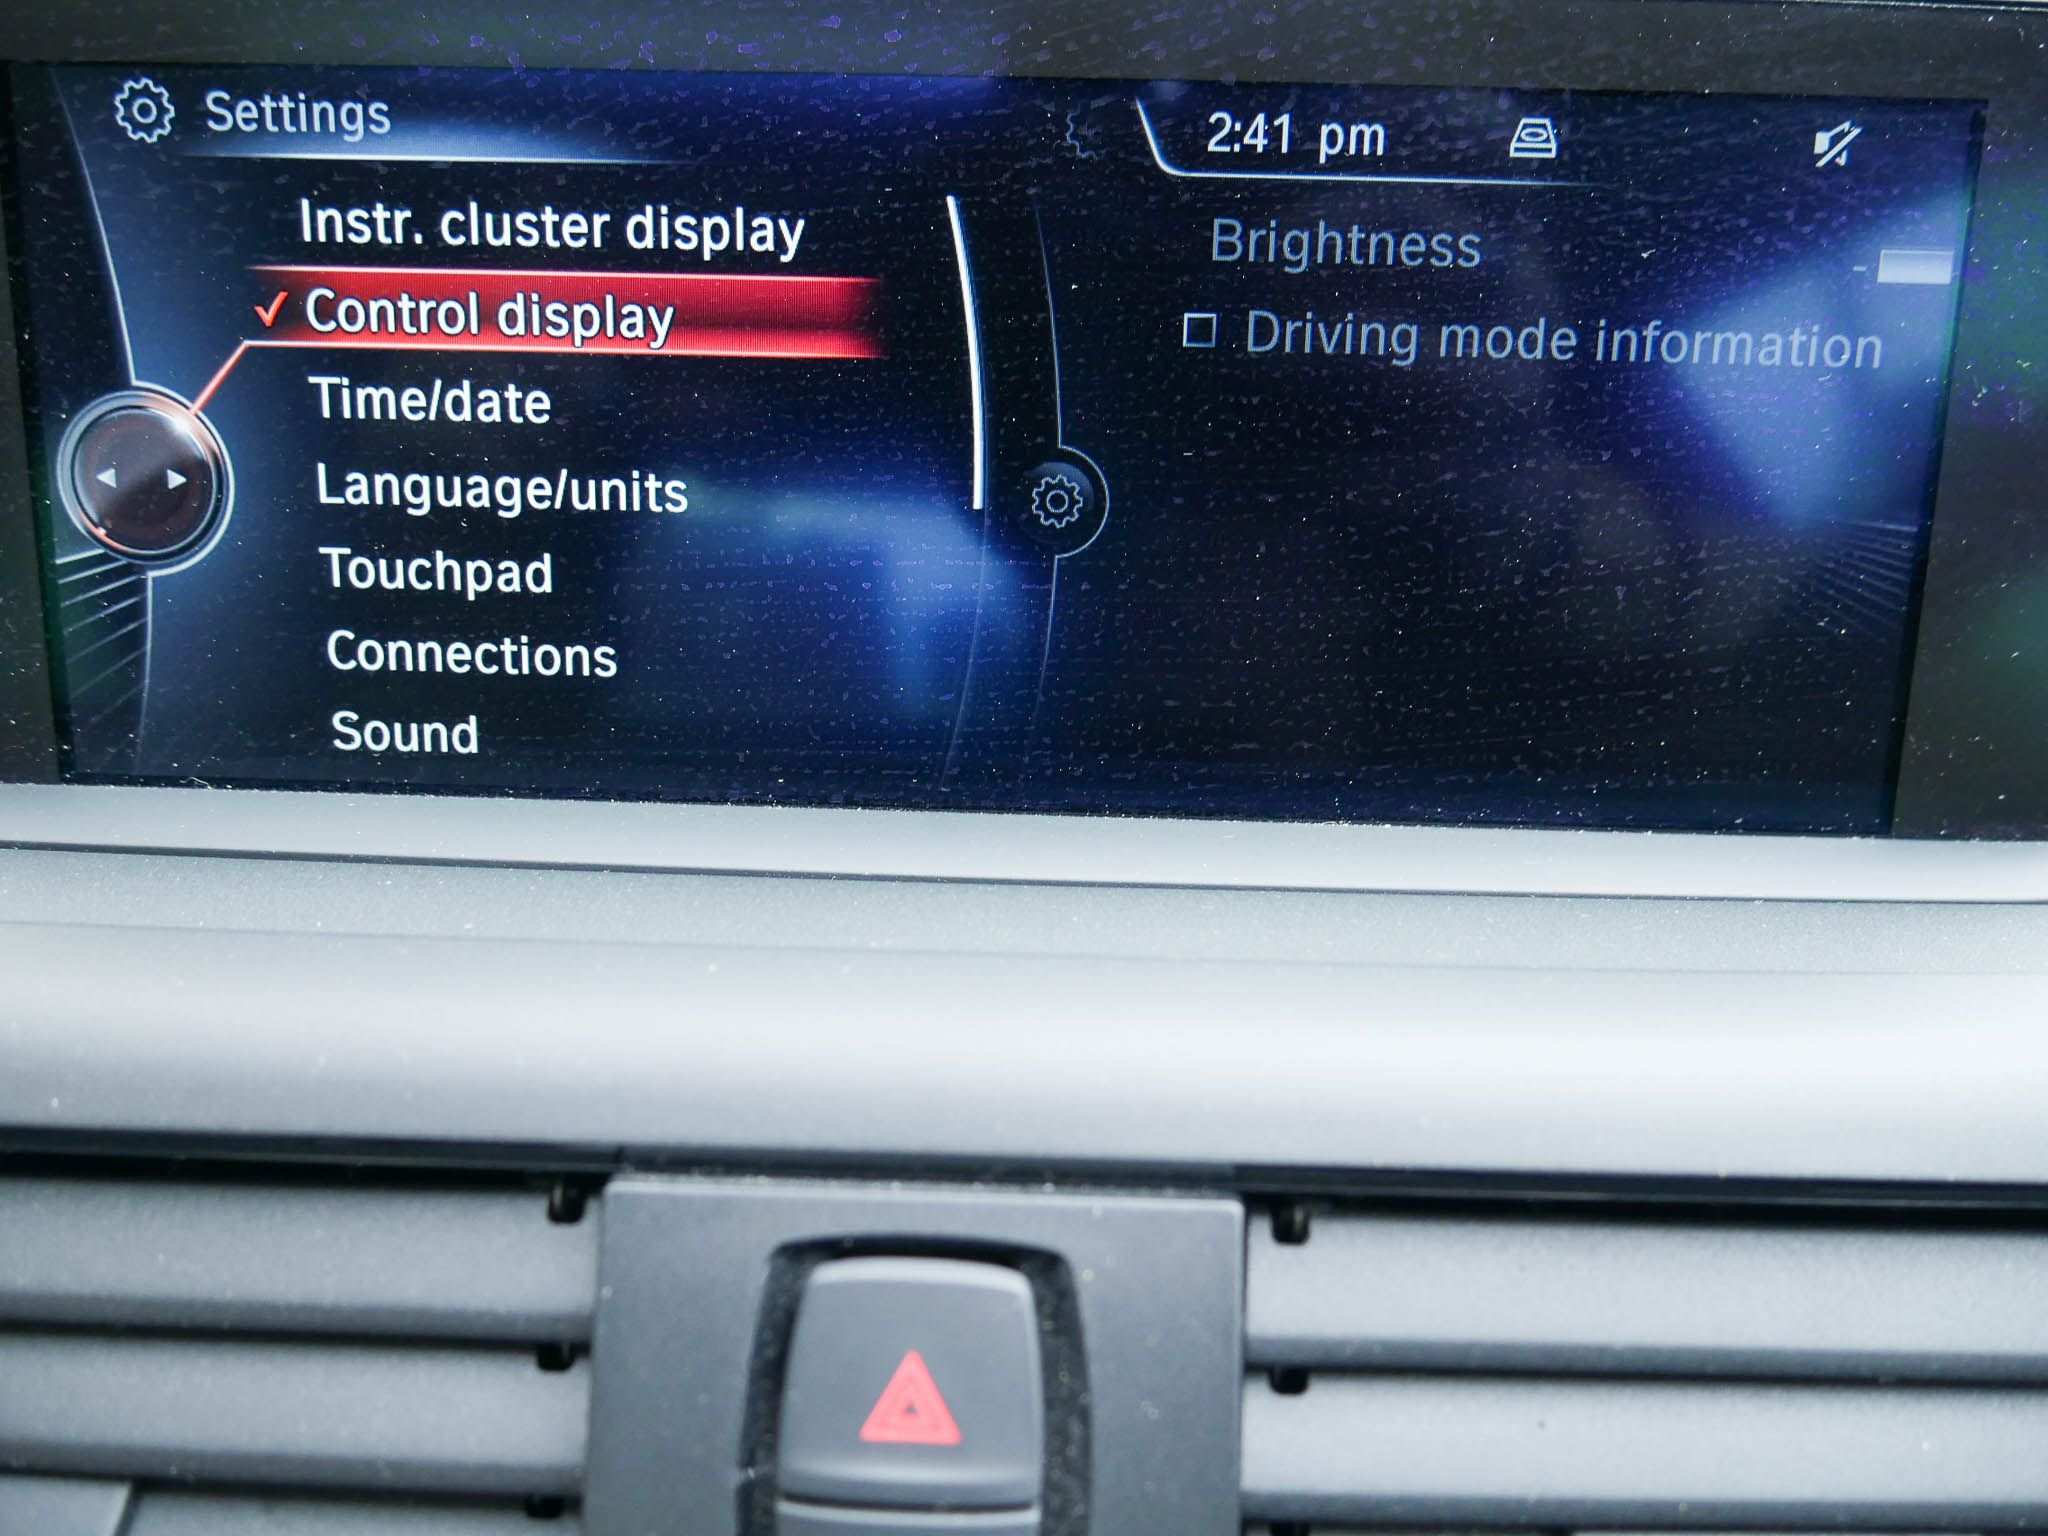 Settings
2:41 pm
Instr. cluster display
Control display
Time/date
Language/units
Touchpad
Connections
Sound
Brightness
Driving mode information